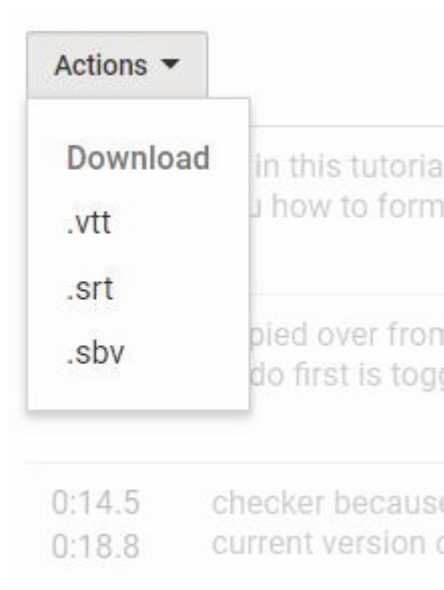 Actions
Download
in this tutoria
how to form
.vtt
.srt
pied over fron
.sbv
do first is togg
0:14.5 checker because
0:18.8 current version